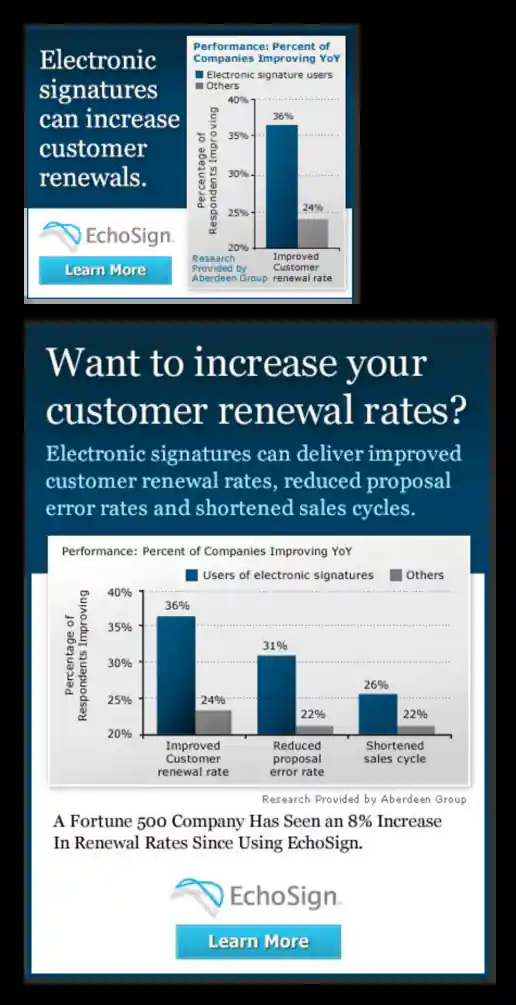 Electronic
signatures
can increase
customer
renewals.
EchoSign
Learn More
Performance: Percent of
Companies Improving YoY
Electronic signature users
Others
Percentage of
Respondents Improving
40%
35%
30%
25%
20%
36%
24%
Improved
Customer
renewal rate
Research
Provided by
Aberdeen Group
Want to increase your
customer renewal rates?
Electronic signatures can deliver improved
customer renewal rates, reduced proposal
error rates and shortened sales cycles.
Performance: Percent of Companies Improving YoY
Users of electronic signatures Others
Percentage of
Respondents Improving
40%
35%
30%
25%
20%
36%
24%
31%
22%
26%
22%
Improved
Customer
renewal rate
Reduced
proposal
error rate
Shortened
sales cycle
Research Provided by Aberdeen Group
A Fortune 500 Company Has Seen an 8% Increase
In Renewal Rates Since Using EchoSign.
EchoSign
Learn More